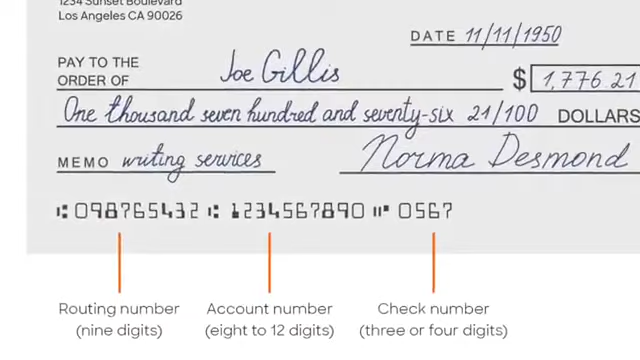 1234 Sunset Boulevard
Los Angeles CA 90026
DATE 11/11/1950
PAY TO THE
ORDER OF Joe Gillis $ 1,776.21
One thousand seven hundred and seventy-six 21/100 DOLLARS
MEMO writing services Norma Desmond
⑆098765432⑆ 1234567890⑈ 0567
Routing number Account number Check number
(nine digits) (eight to 12 digits) (three or four digits)